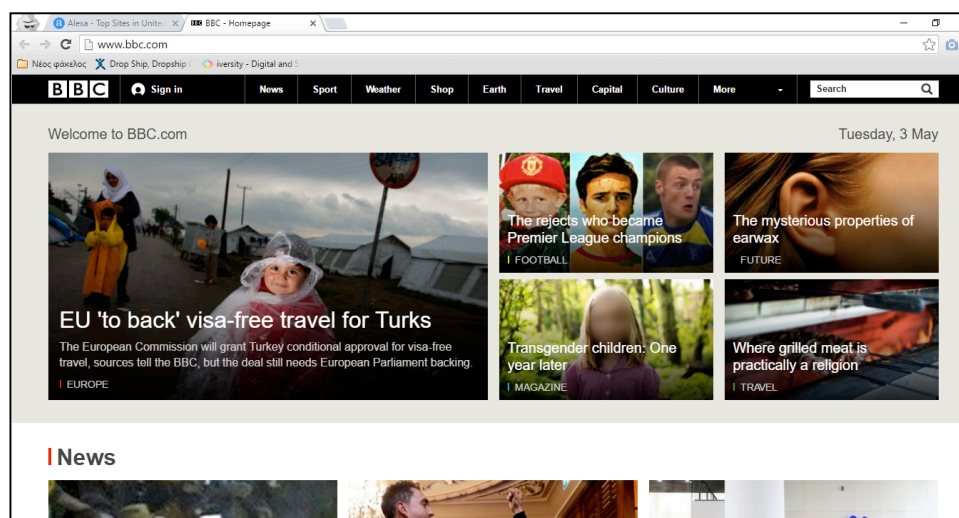 Alexa - Top Sites in Unite
BBC - Homepage
www.bbc.com
Νέος φάκελος Drop Ship, Dropship iversity - Digital and S
BBC Sign in News Sport Weather Shop Earth Travel Capital Culture More Search
Welcome to BBC.com
Tuesday, 3 May
EU 'to back' visa-free travel for Turks
The European Commission will grant Turkey conditional approval for visa-free
travel, sources tell the BBC, but the deal still needs European Parliament backing.
EUROPE
The rejects who became
Premier League champions
FOOTBALL
The mysterious properties of
earwax
FUTURE
Transgender children: One
year later
MAGAZINE
Where grilled meat is
practically a religion
TRAVEL
News